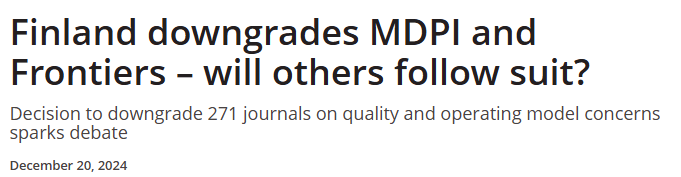 Finland downgrades MDPI and
Frontiers – will others follow suit?
Decision to downgrade 271 journals on quality and operating model concerns
sparks debate
December 20, 2024